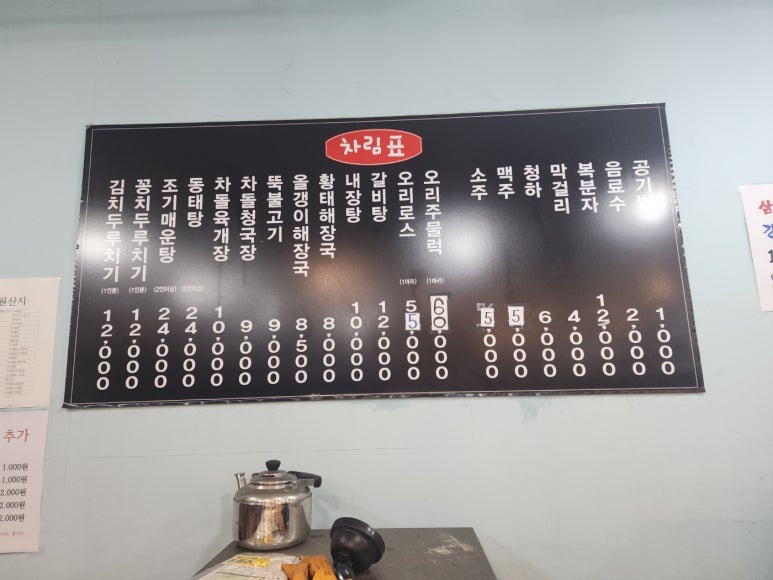 차림표
김치두루치기 (1인분) 12,000
꽁치두루치기 (1인분) 12,000
조기매운탕 (2인이상) 24,000
동태탕 (2인이상) 24,000
차돌육개장 10,000
차돌청국장 9,000
뚝불고기 9,000
올갱이해장국 8,500
황태해장국 8,000
내장탕 10,000
갈비탕 12,000
오리로스 (1마리) 55,000
오리주물럭 (1마리) 60,000
소주 5,000
맥주 5,000
청하 6,000
막걸리 4,000
복분자 12,000
음료수 2,000
공기밥 1,000
원산지
추가
1.000원
1,000원
2.000원
2.000원
2.000원